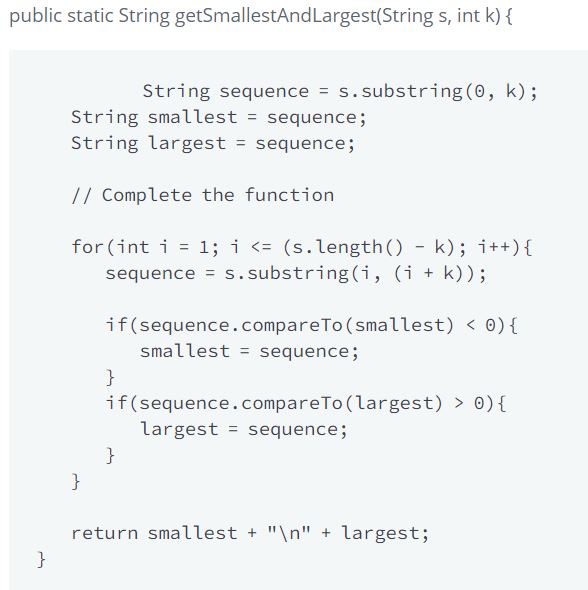 public static String getSmallestAndLargest(String s, int k) {
String sequence = s.substring(0, k);
String smallest = sequence;
String largest = sequence;
// Complete the function
for(int i = 1; i <= (s.length() - k); i++){
sequence = s.substring(i, (i + k));
if(sequence.compareTo(smallest) < 0){
smallest = sequence;
}
if(sequence.compareTo(largest) > 0){
largest = sequence;
}
}
return smallest + "\n" + largest;
}